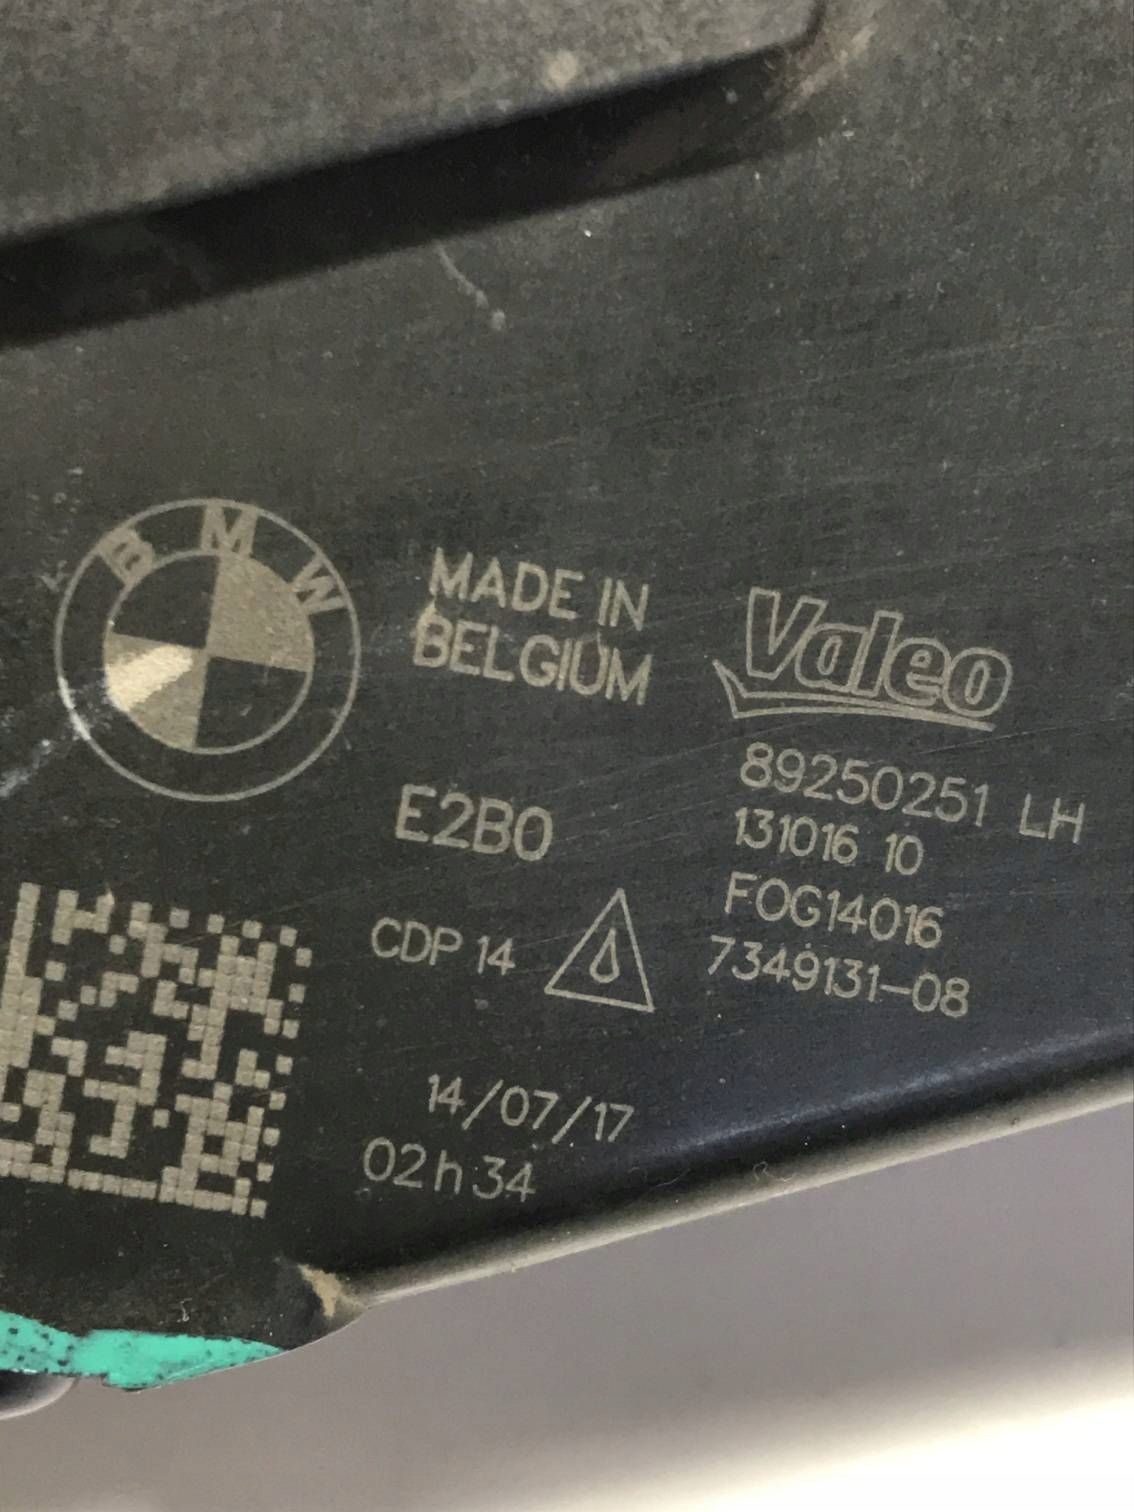 BMW
MADE IN
BELGIUM
Valeo
89250251 LH
131016 10
FOG14016
7349131-08
E2B0
CDP 14
14/07/17
02h34